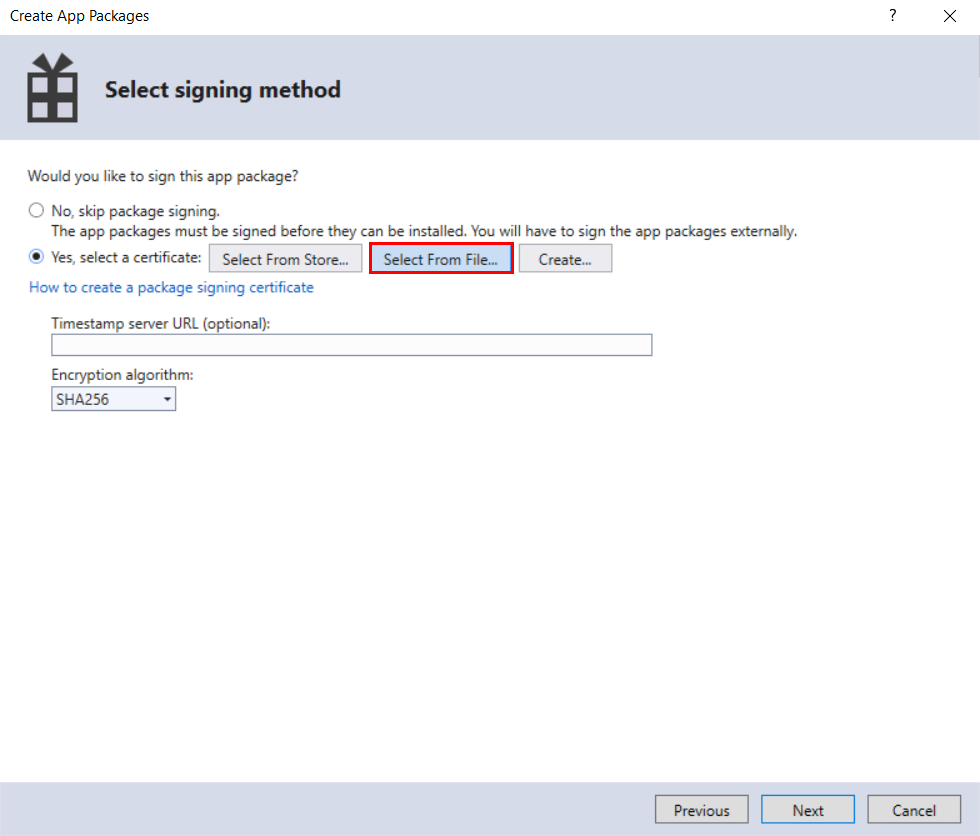 Create App Packages
?
Select signing method
Would you like to sign this app package?
No, skip package signing.
The app packages must be signed before they can be installed. You will have to sign the app packages externally.
Yes, select a certificate: Select From Store... Select From File... Create...
How to create a package signing certificate
Timestamp server URL (optional):
Encryption algorithm:
SHA256
Previous Next Cancel